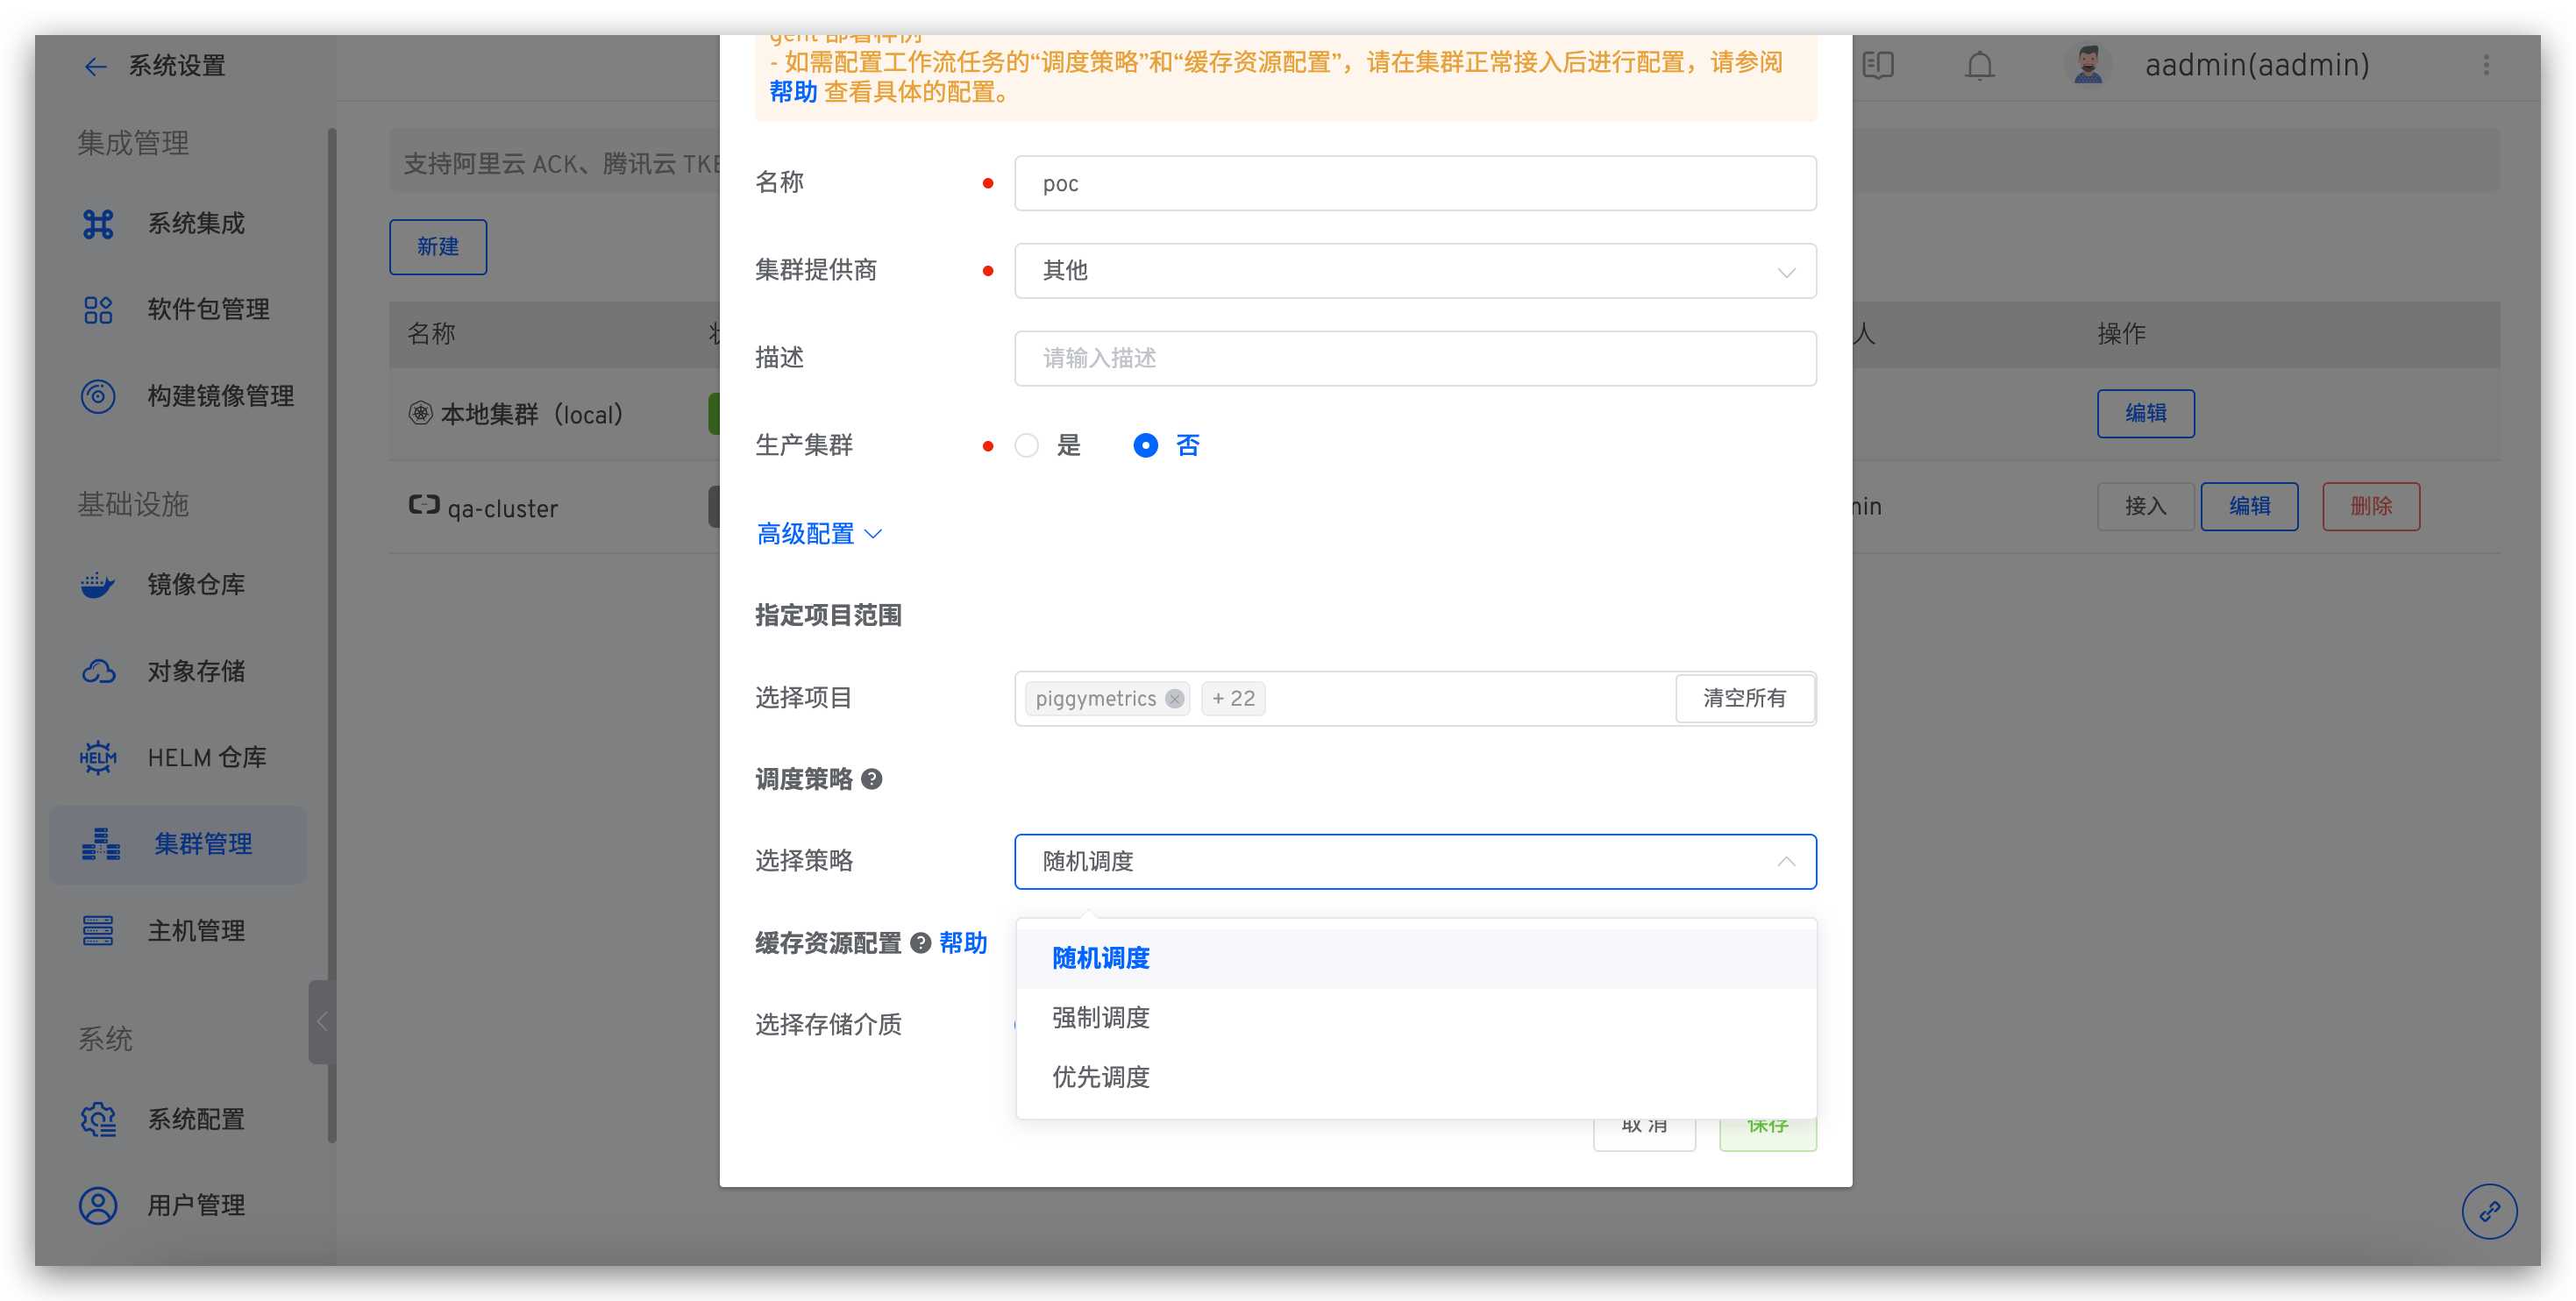 系统设置
集成管理
系统集成
软件包管理
构建镜像管理
基础设施
镜像仓库
对象存储
HELM
HELM 仓库
集群管理
主机管理
系统
系统配置
用户管理
aadmin(aadmin)
支持阿里云 ACK、腾讯云 TKE
新建
名称
人
操作
本地集群（local）
编辑
qa-cluster
min
接入
编辑
删除
gent 部署样例
- 如需配置工作流任务的“调度策略”和“缓存资源配置”，请在集群正常接入后进行配置，请参阅
帮助 查看具体的配置。
名称
poc
集群提供商
其他
描述
请输入描述
生产集群
是
否
高级配置
指定项目范围
选择项目
piggymetrics
+ 22
清空所有
调度策略
选择策略
随机调度
缓存资源配置 帮助
随机调度
强制调度
优先调度
选择存储介质
取消
保存